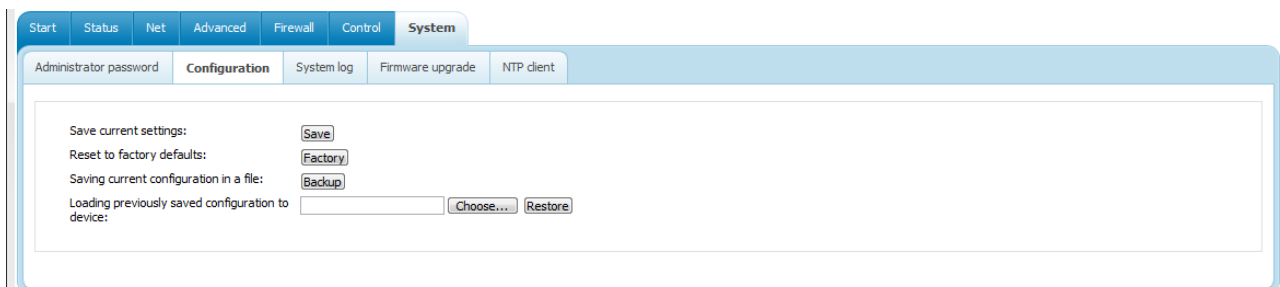 Start Status Net Advanced Firewall Control System
Administrator password Configuration System log Firmware upgrade NTP client
Save current settings: Save
Reset to factory defaults: Factory
Saving current configuration in a file: Backup
Loading previously saved configuration to Choose... Restore
device: